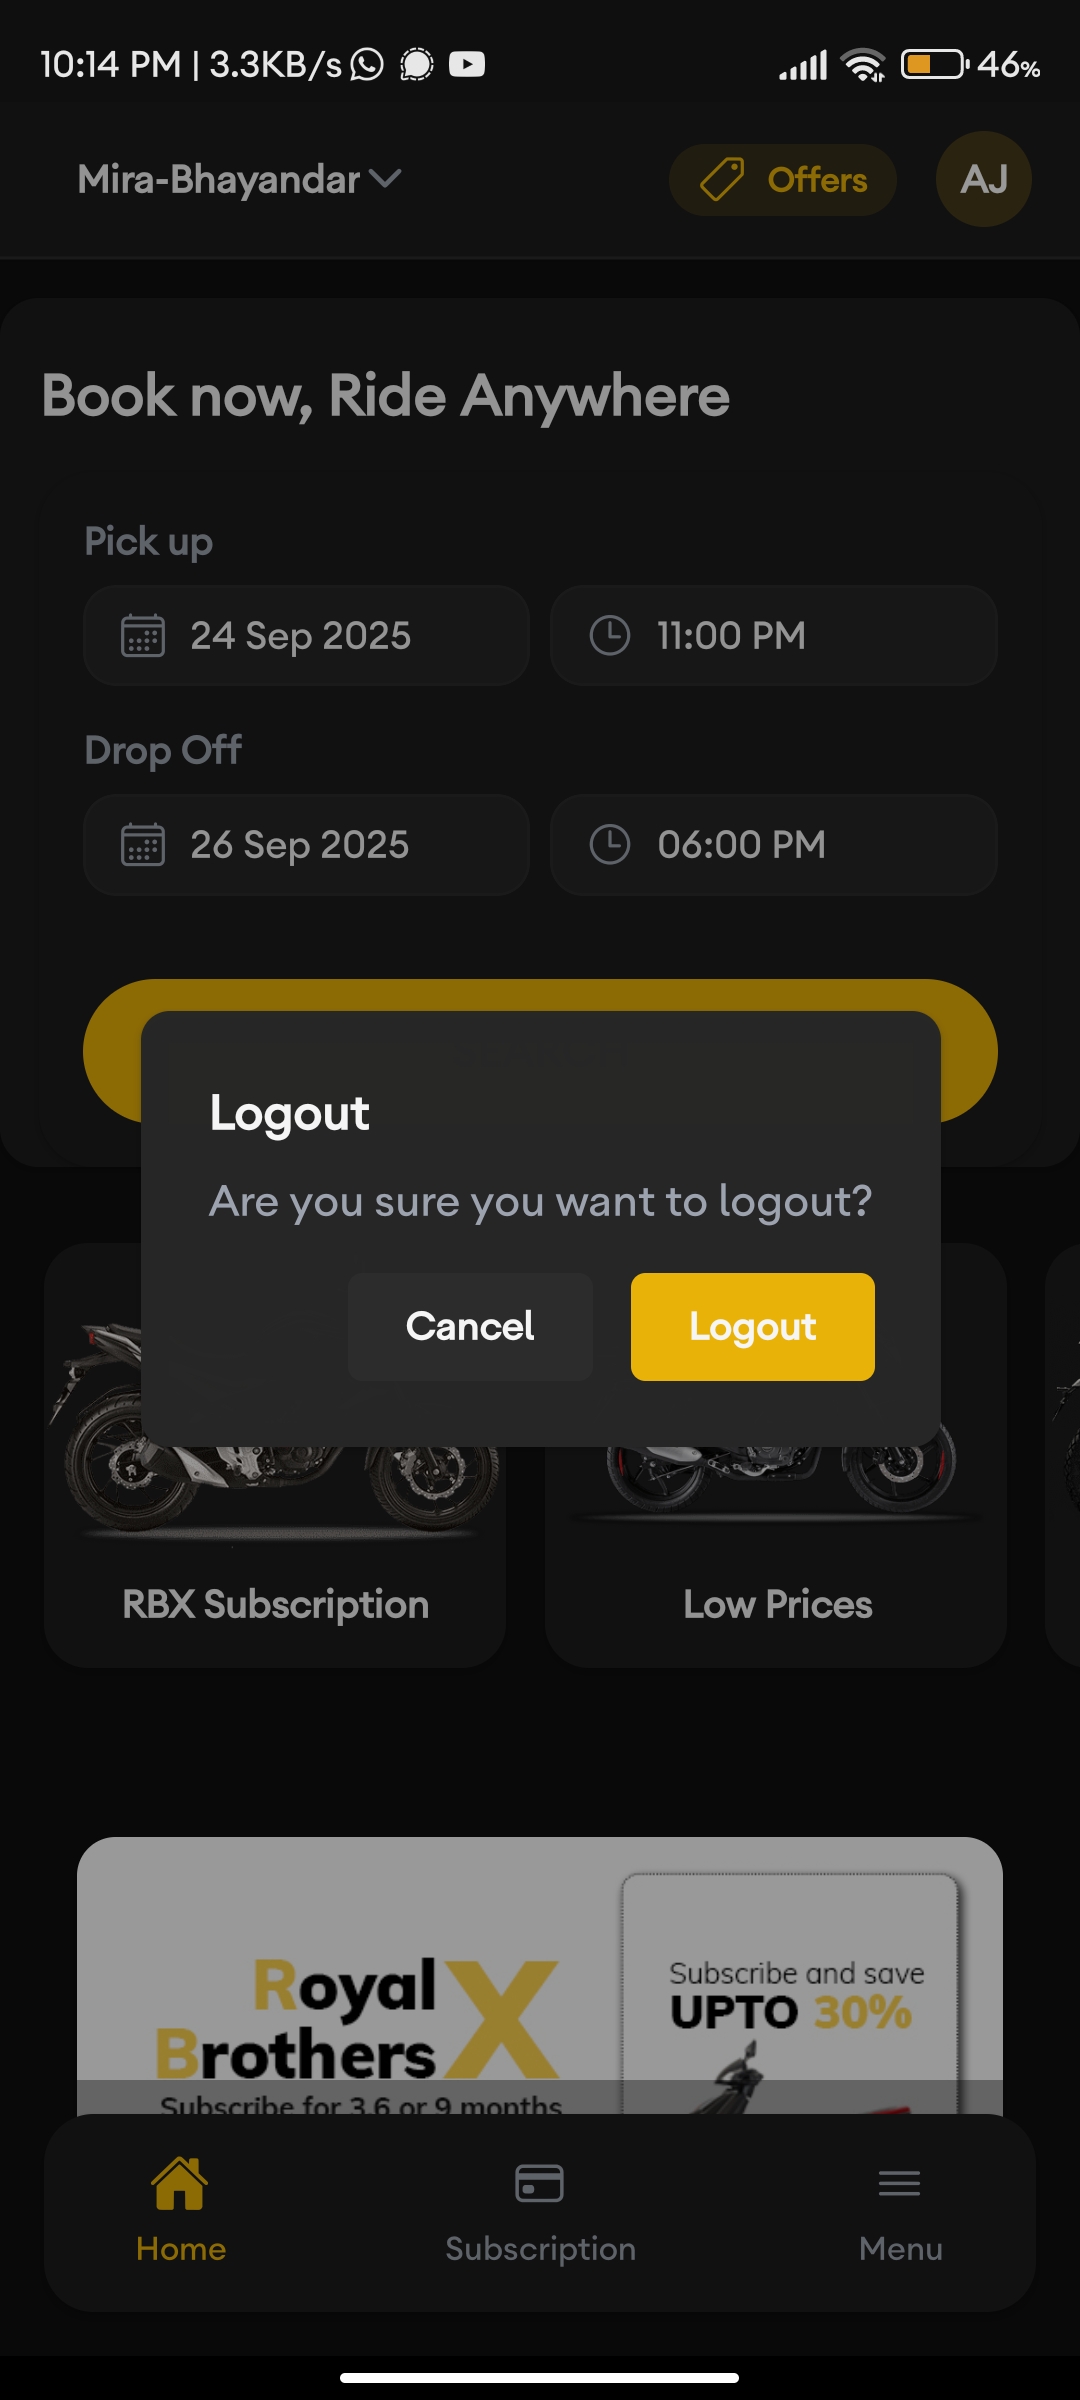 10:14 PM | 3.3KB/s 46%
Mira-Bhayandar Offers AJ
Book now, Ride Anywhere
Pick up
24 Sep 2025 11:00 PM
Drop Off
26 Sep 2025 06:00 PM
Logout
Are you sure you want to logout?
Cancel Logout
RBX Subscription Low Prices
Royal
Brothers X
Subscribe for 3,6 or 9 months
Subscribe and save
UPTO 30%
Home Subscription Menu